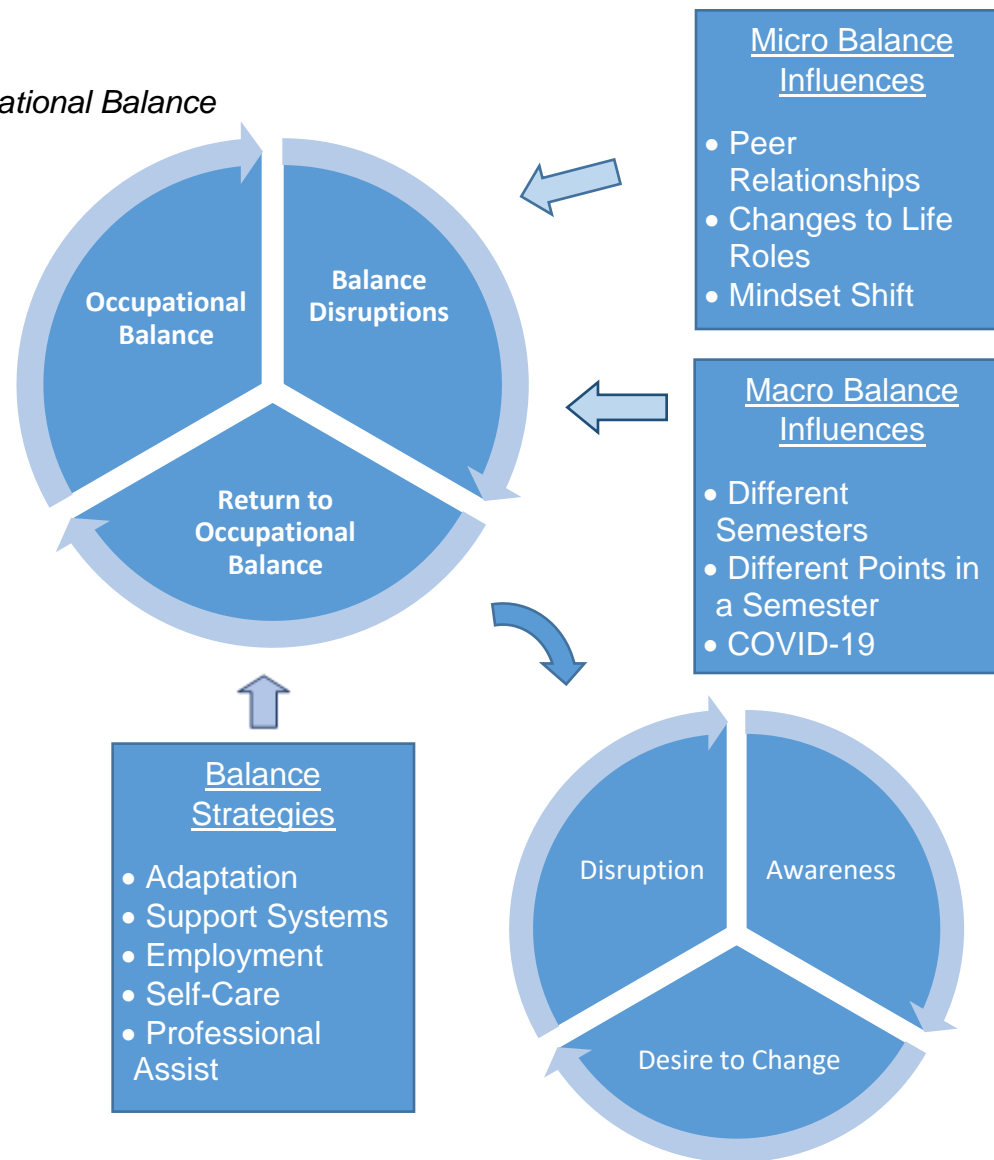 ational Balance
Micro Balance
Influences
• Peer
Relationships
• Changes to Life
Roles
• Mindset Shift
Occupational
Balance
Balance
Disruptions
Return to
Occupational
Balance
Macro Balance
Influences
• Different
Semesters
• Different Points in
a Semester
• COVID-19
Balance
Strategies
• Adaptation
• Support Systems
• Employment
• Self-Care
• Professional
Assist
Disruption
Awareness
Desire to Change